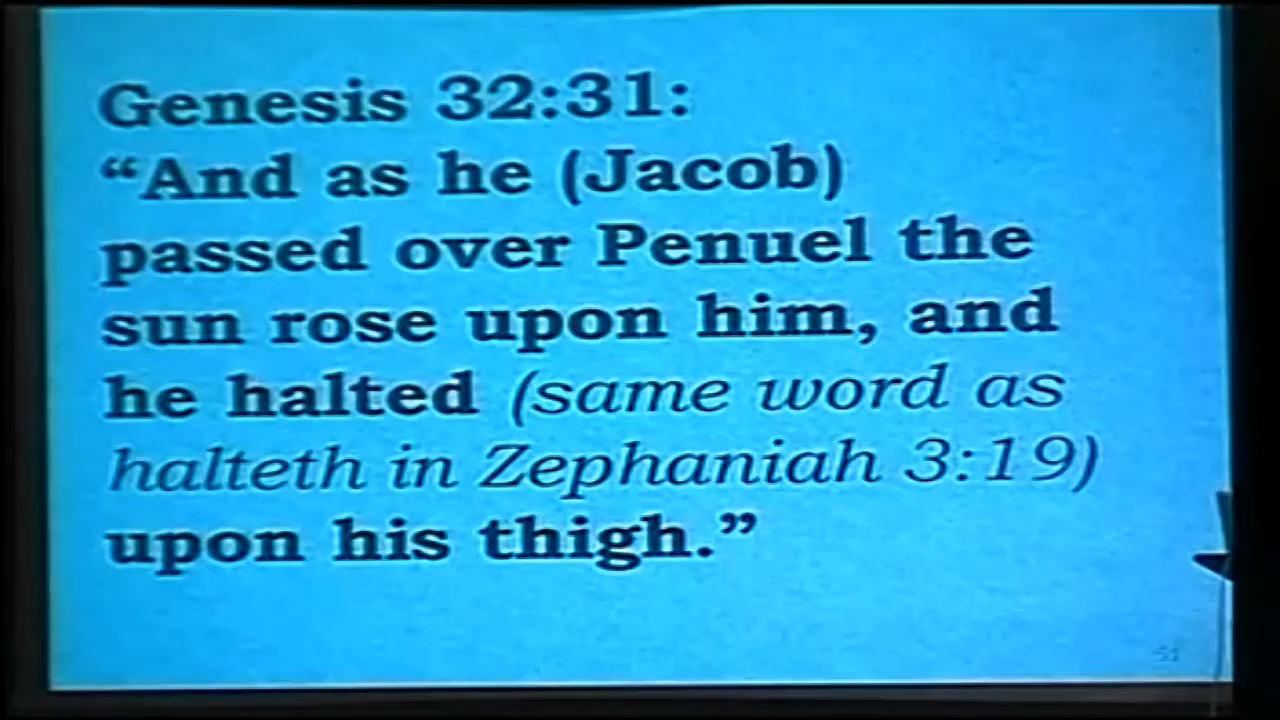 Genesis 32:31:
“And as he (Jacob)
passed over Penuel the
sun rose upon him, and
he halted (same word as
halteth in Zephaniah 3:19)
upon his thigh.”
51